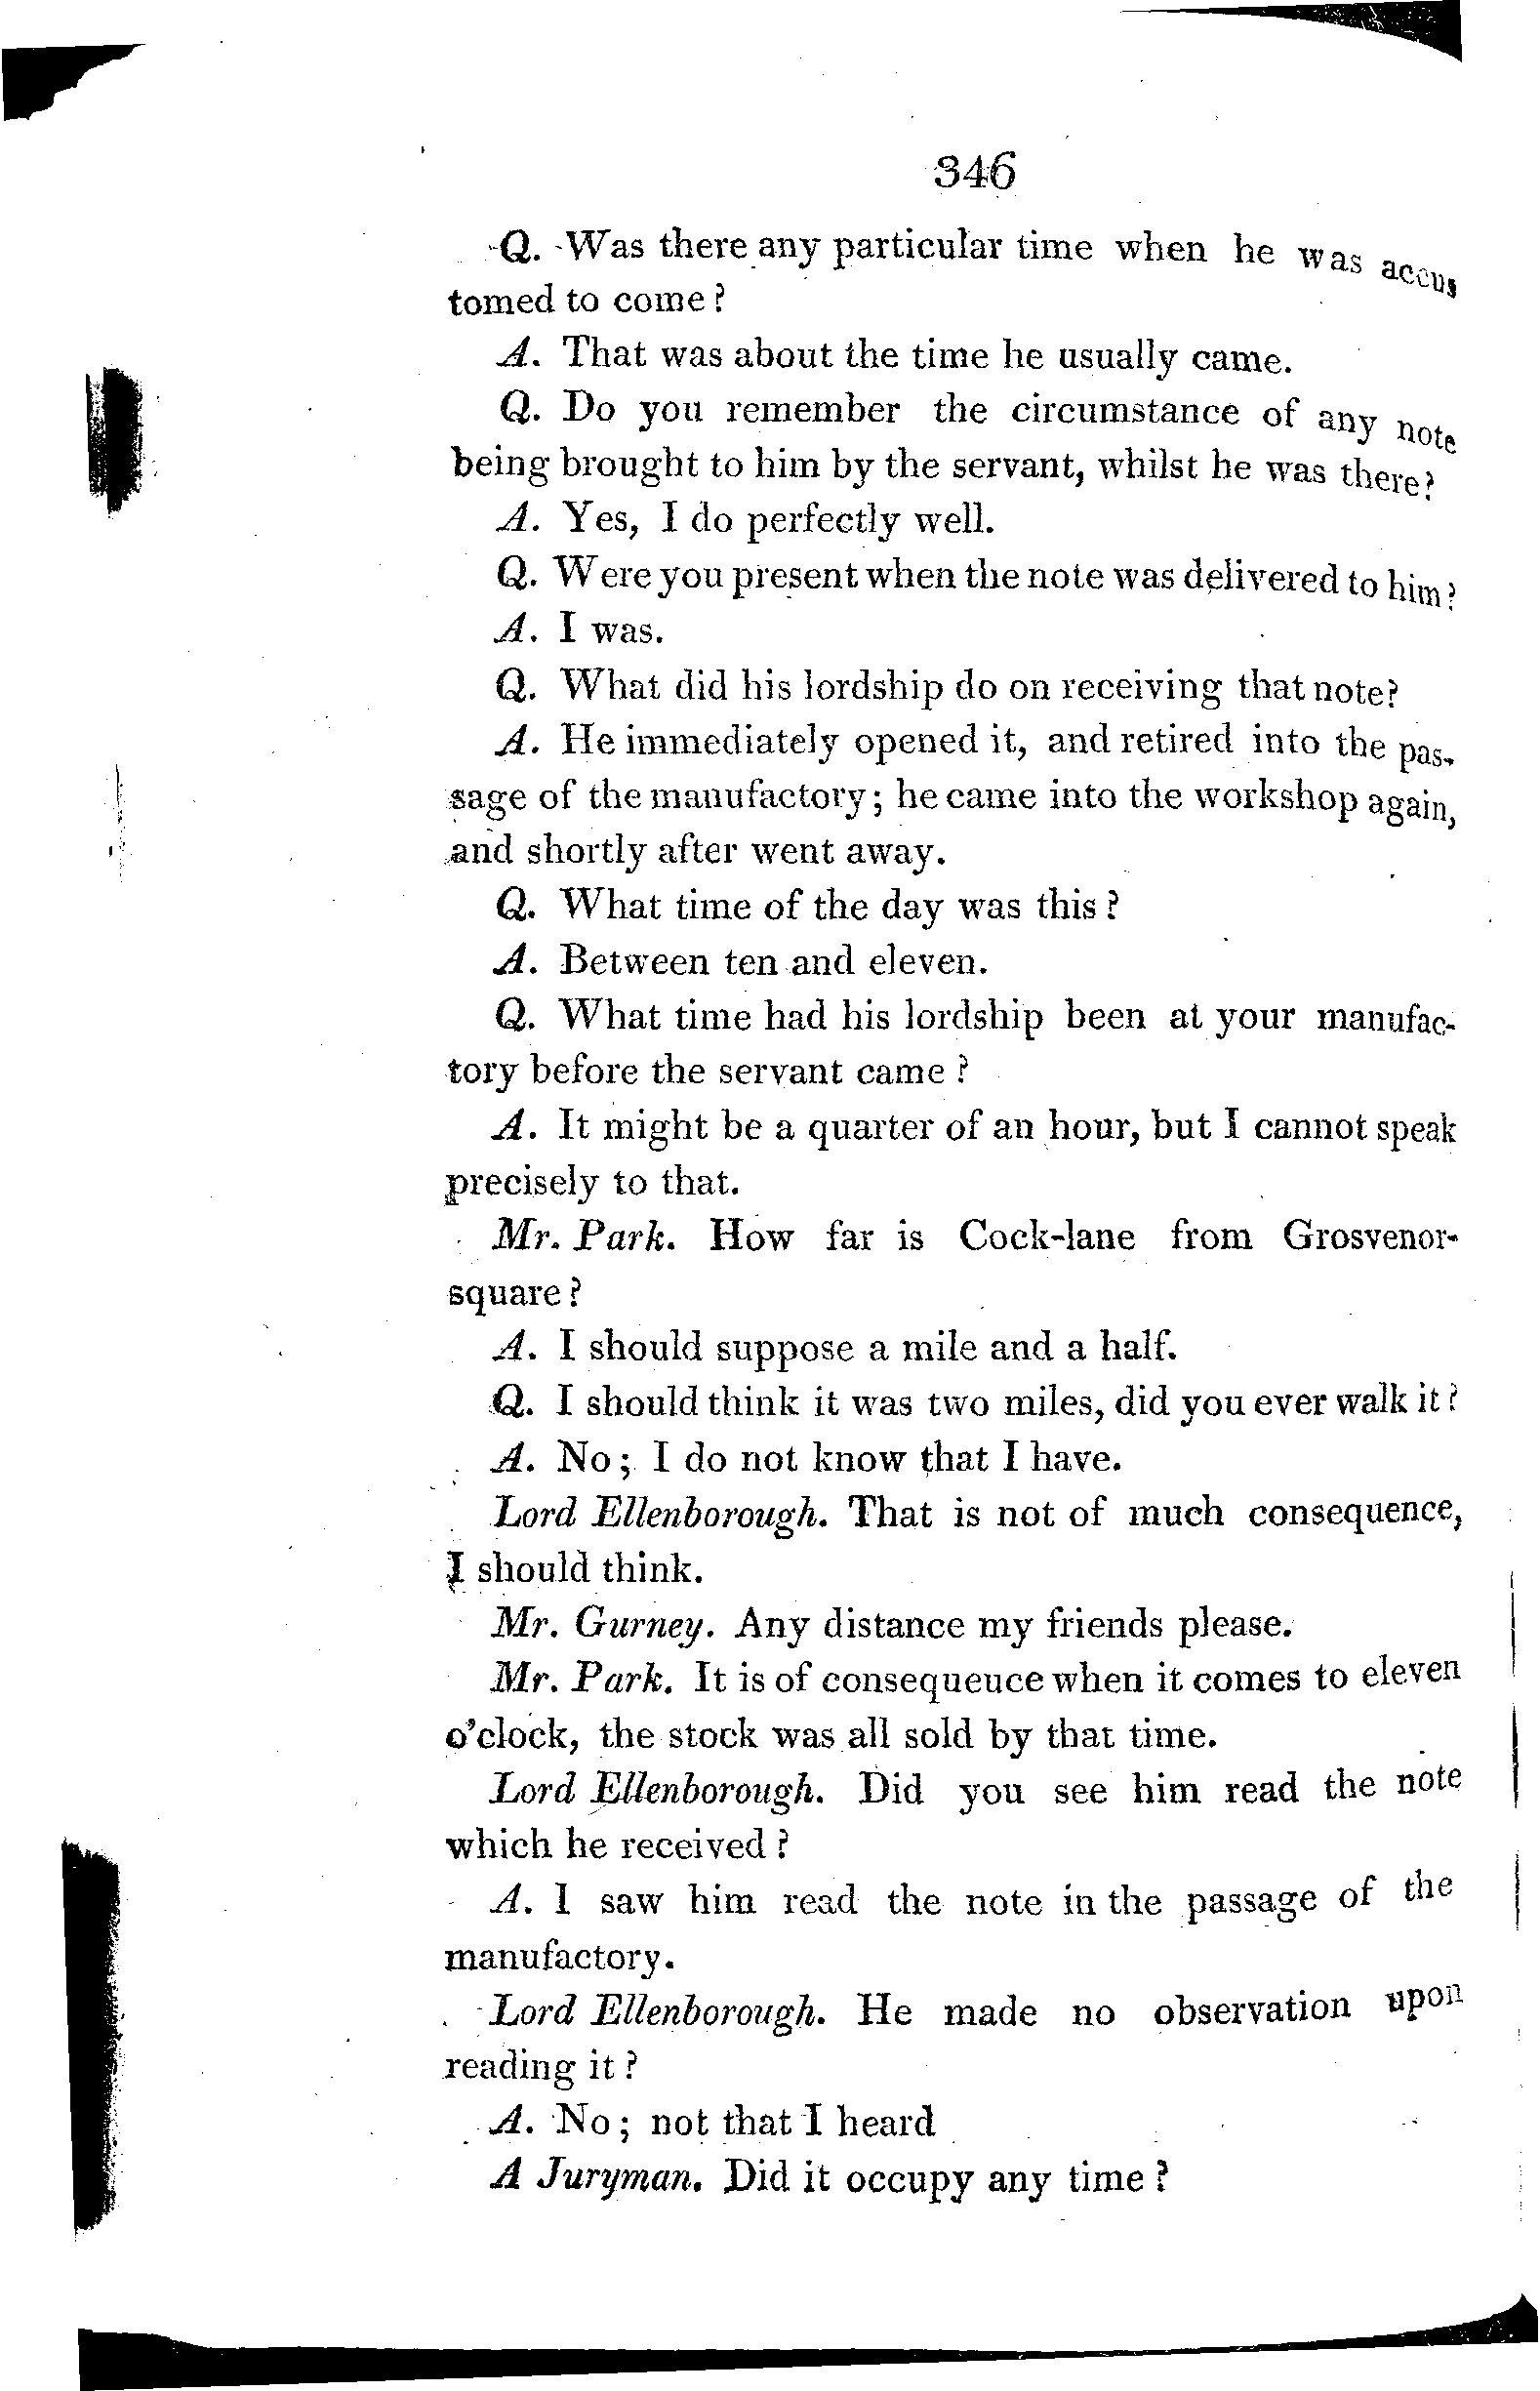 346
Q. Was there any particular time when he was accus
tomed to come?
A. That was about the time he usually came.
Q. Do you remember the circumstance of any note
being brought to him by the servant, whilst he was there?
A. Yes, I do perfectly well.
Q. Were you present when the note was delivered to him?
A. I was.
Q. What did his lordship do on receiving that note?
A. He immediately opened it, and retired into the pas-
sage of the manufactory; he came into the workshop again,
and shortly after went away.
Q. What time of the day was this?
A. Between ten and eleven.
Q. What time had his lordship been at your manufac-
tory before the servant came?
A. It might be a quarter of an hour, but I cannot speak
precisely to that.
Mr. Park. How far is Cock-lane from Grosvenor-
square?
A. I should suppose a mile and a half.
Q. I should think it was two miles, did you ever walk it?
A. No; I do not know that I have.
Lord Ellenborough. That is not of much consequence,
I should think.
Mr. Gurney. Any distance my friends please.
Mr. Park. It is of consequeuce when it comes to eleven
o'clock, the stock was all sold by that time.
Lord Ellenborough. Did you see him read the note
which he received?
A. I saw him read the note in the passage of the
manufactory.
Lord Ellenborough. He made no observation upon
reading it?
A. No; not that I heard
A Juryman. Did it occupy any time?